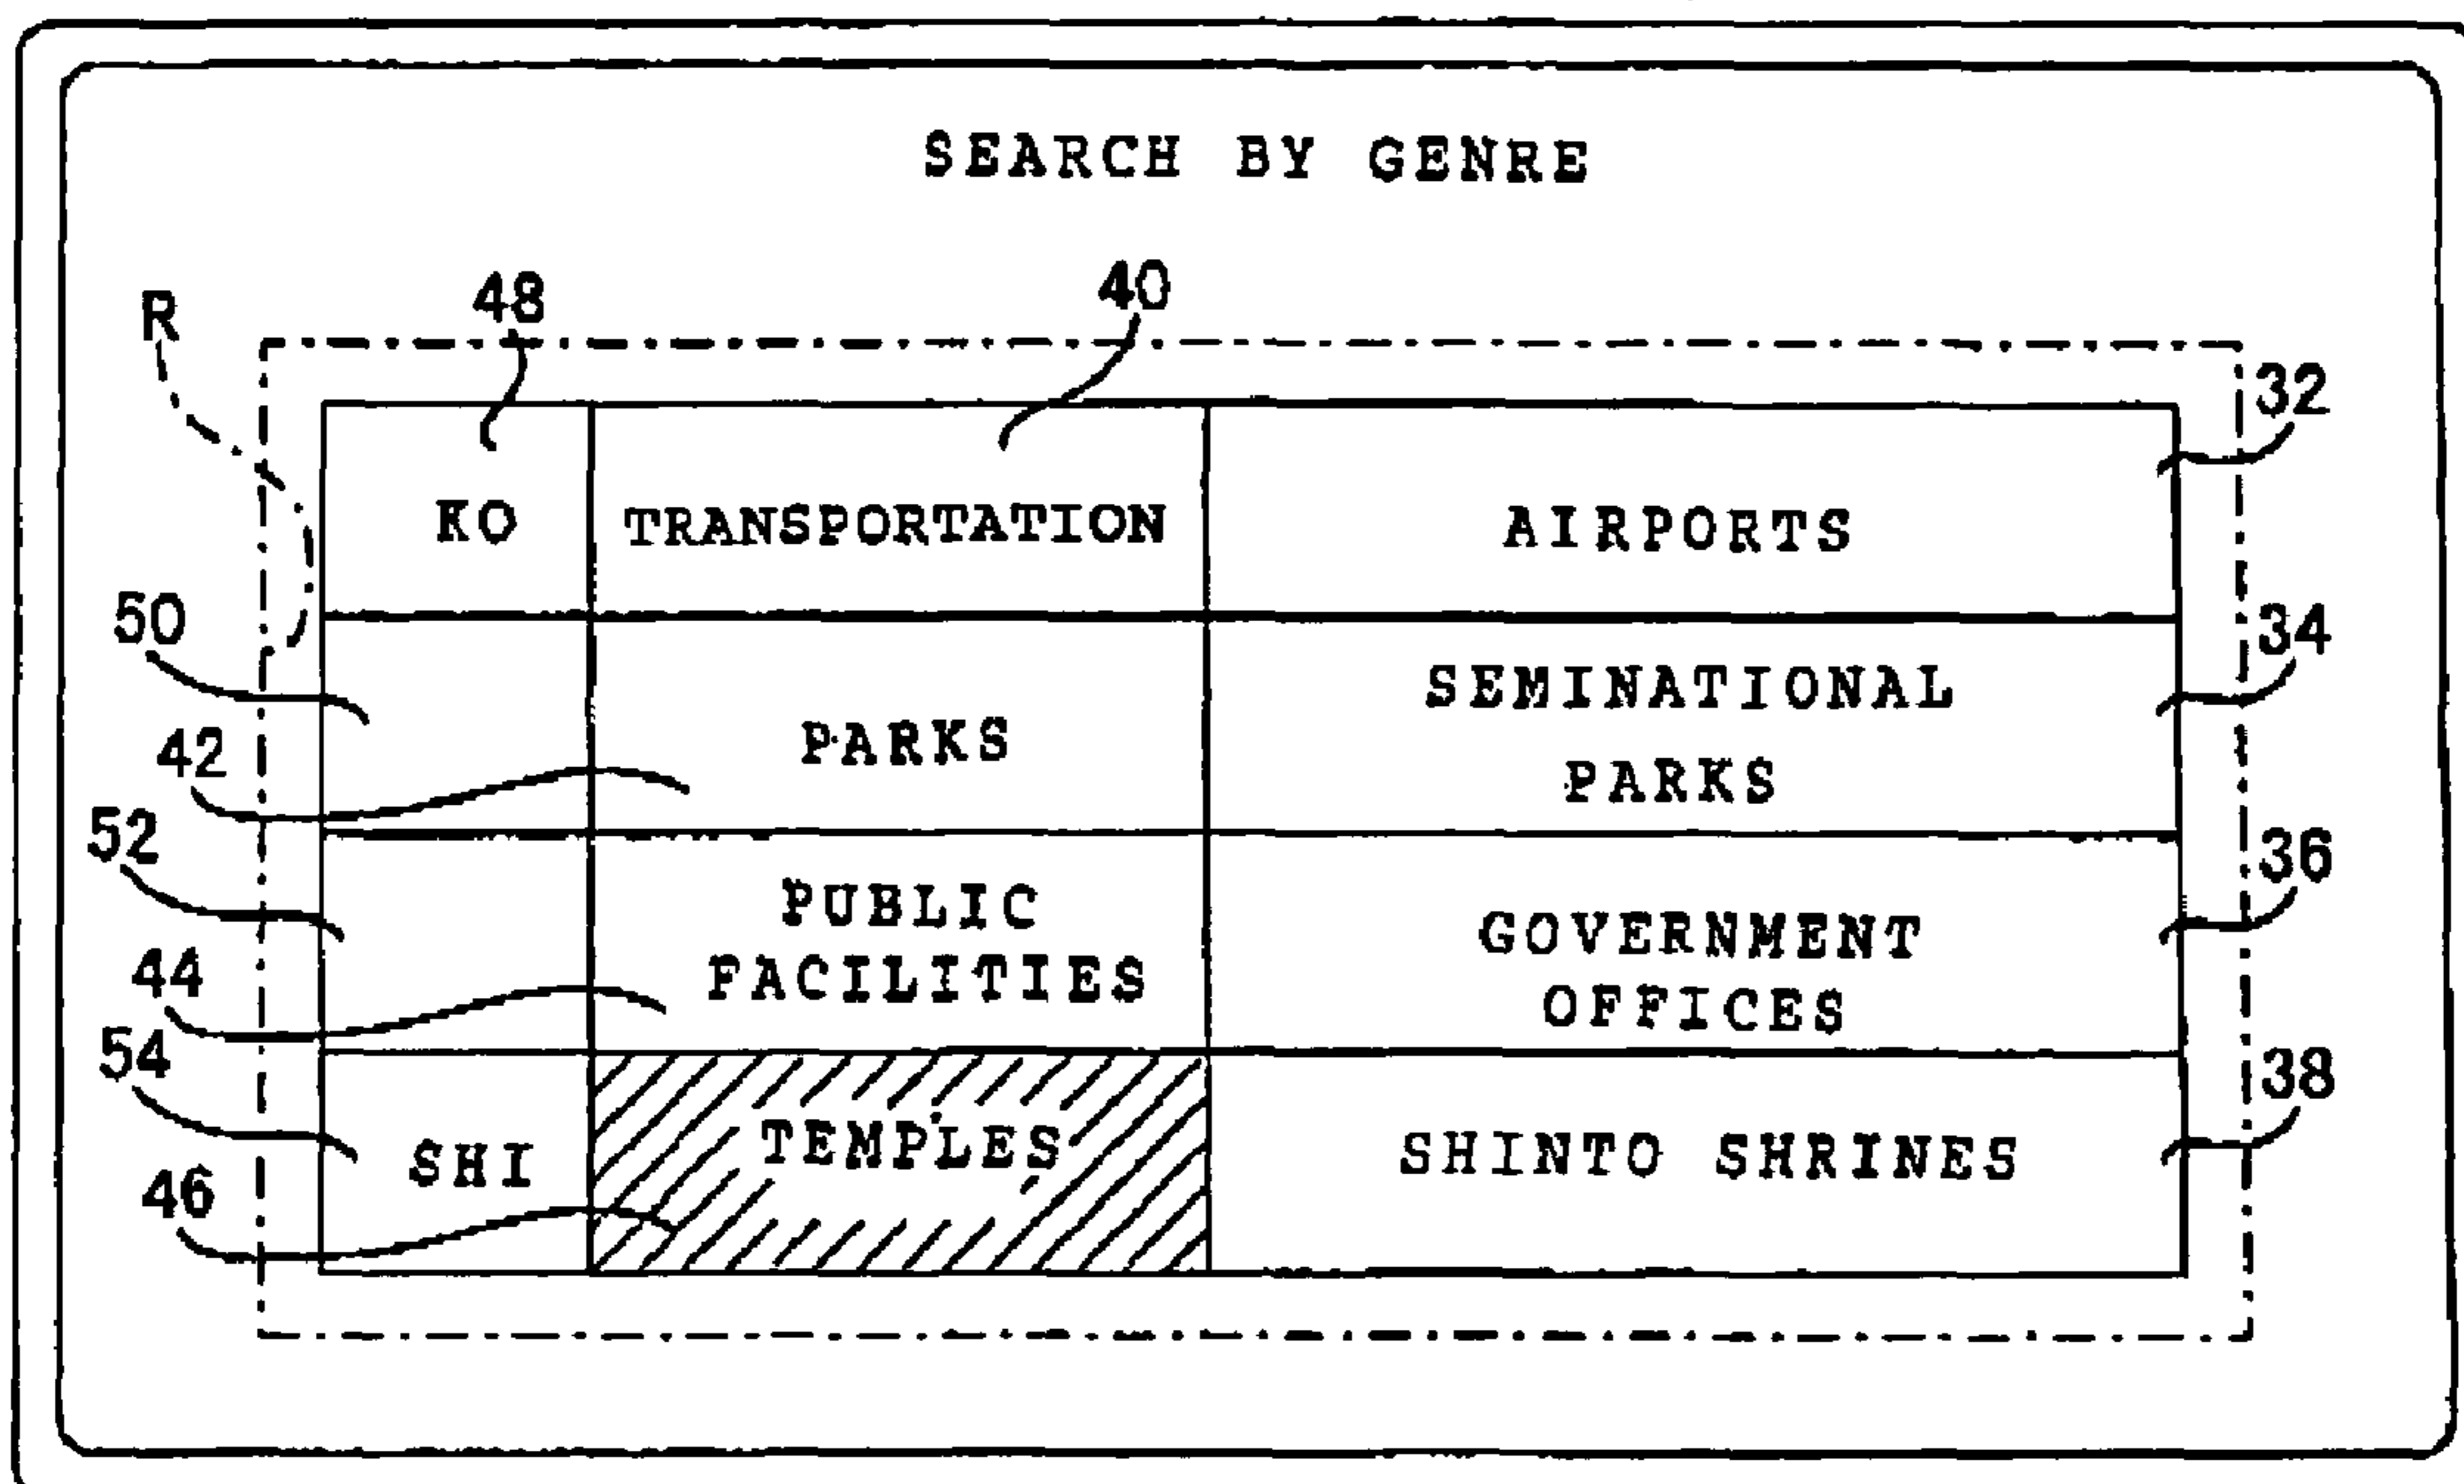 SEARCH BY GENRE
R
48
40
32
KO TRANSPORTATION AIRPORTS
50
34
SEMINATIONAL
PARKS
PARKS
42
52
36
PUBLIC
FACILITIES
GOVERNMENT
OFFICES
44
54
38
SHI TEMPLES SHINTO SHRINES
46